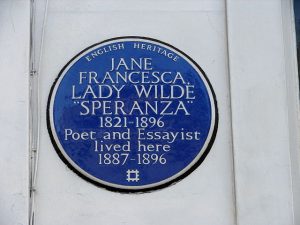 ENGLISH HERITAGE
JANE
FRANCESCA,
LADY WILDE
"SPERANZA"
1821-1896
Poet and Essayist
lived here
1887-1896